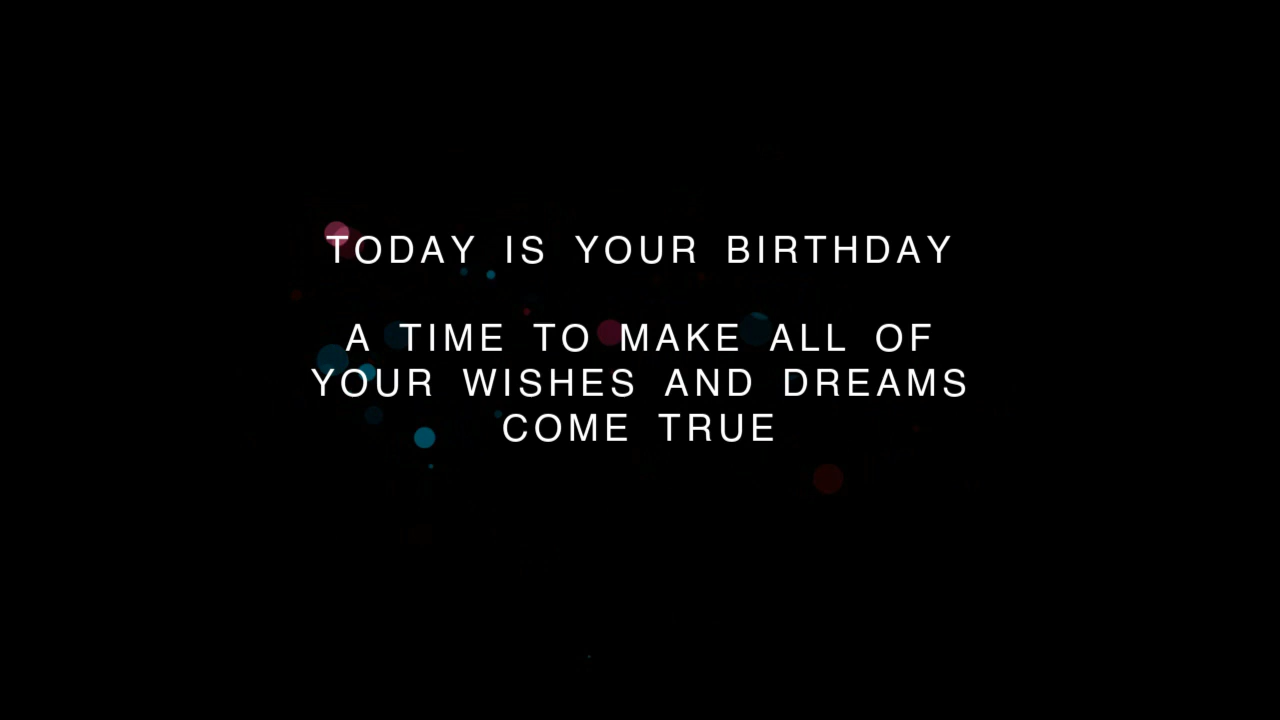 TODAY IS YOUR BIRTHDAY
A TIME TO MAKE ALL OF
YOUR WISHES AND DREAMS
COME TRUE